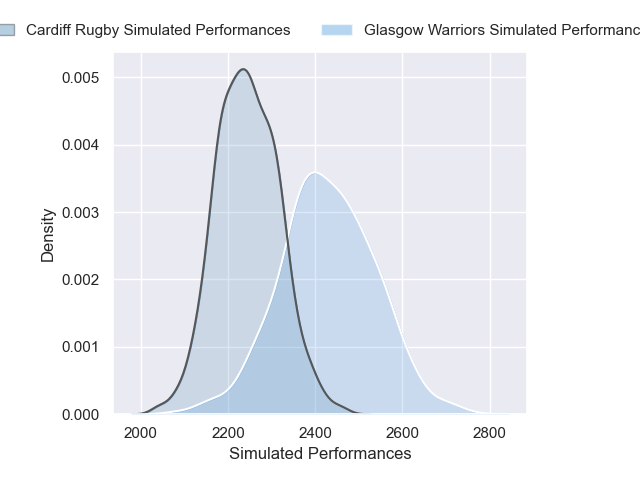 Cardiff Rugby Simulated Performances
Glasgow Warriors Simulated
0.005
0.004
0.003
0.002
0.001
0.000
Density
2000
2200
2400
2600
2800
Simulated Performances